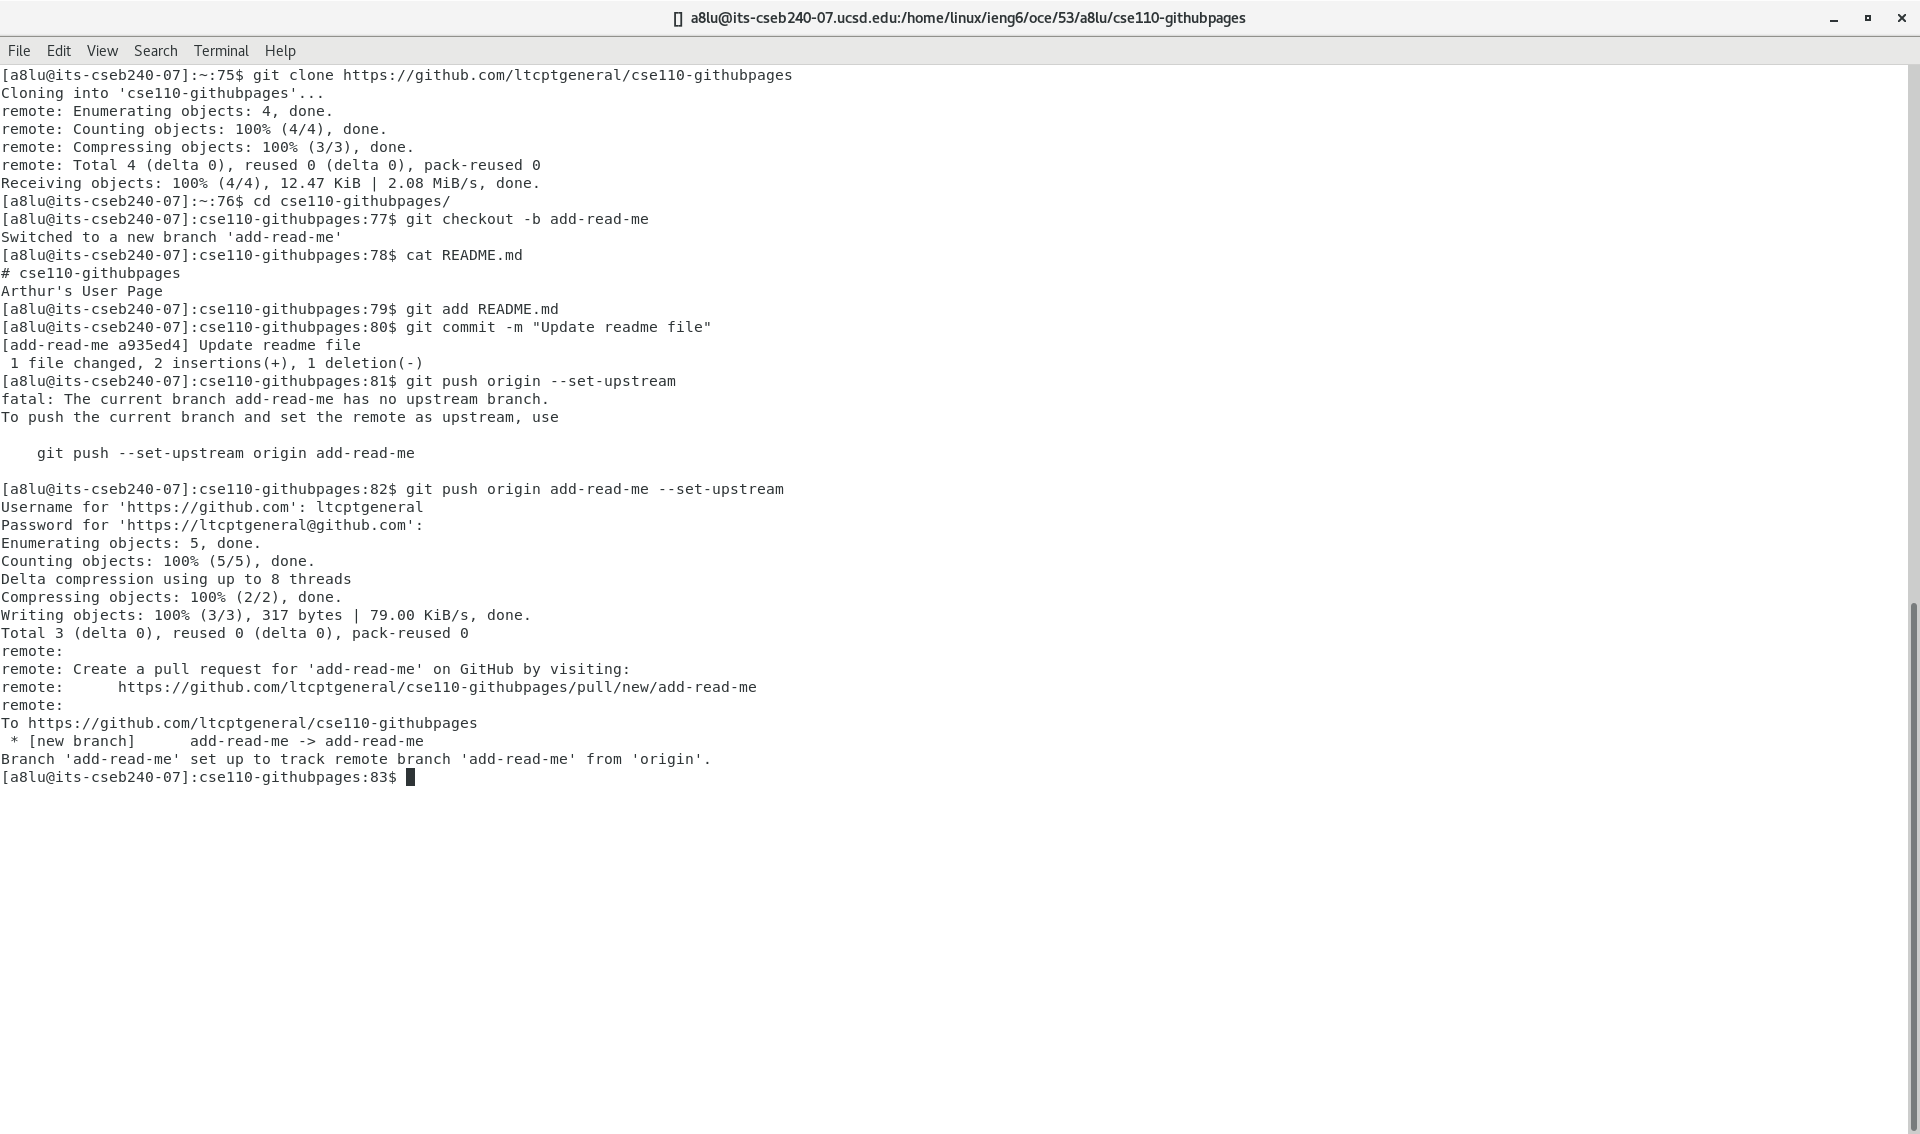 a8lu@its-cseb240-07.ucsd.edu:/home/linux/ieng6/oce/53/a8lu/cse110-githubpages
File Edit View Search Terminal Help
[a8lu@its-cseb240-07]:~:75$ git clone https://github.com/ltcptgeneral/cse110-githubpages
Cloning into 'cse110-githubpages'...
remote: Enumerating objects: 4, done.
remote: Counting objects: 100% (4/4), done.
remote: Compressing objects: 100% (3/3), done.
remote: Total 4 (delta 0), reused 0 (delta 0), pack-reused 0
Receiving objects: 100% (4/4), 12.47 KiB | 2.08 MiB/s, done.
[a8lu@its-cseb240-07]:~:76$ cd cse110-githubpages/
[a8lu@its-cseb240-07]:cse110-githubpages:77$ git checkout -b add-read-me
Switched to a new branch 'add-read-me'
[a8lu@its-cseb240-07]:cse110-githubpages:78$ cat README.md
# cse110-githubpages
Arthur's User Page
[a8lu@its-cseb240-07]:cse110-githubpages:79$ git add README.md
[a8lu@its-cseb240-07]:cse110-githubpages:80$ git commit -m "Update readme file"
[add-read-me a935ed4] Update readme file
 1 file changed, 2 insertions(+), 1 deletion(-)
[a8lu@its-cseb240-07]:cse110-githubpages:81$ git push origin --set-upstream
fatal: The current branch add-read-me has no upstream branch.
To push the current branch and set the remote as upstream, use
    git push --set-upstream origin add-read-me
[a8lu@its-cseb240-07]:cse110-githubpages:82$ git push origin add-read-me --set-upstream
Username for 'https://github.com': ltcptgeneral
Password for 'https://ltcptgeneral@github.com':
Enumerating objects: 5, done.
Counting objects: 100% (5/5), done.
Delta compression using up to 8 threads
Compressing objects: 100% (2/2), done.
Writing objects: 100% (3/3), 317 bytes | 79.00 KiB/s, done.
Total 3 (delta 0), reused 0 (delta 0), pack-reused 0
remote:
remote: Create a pull request for 'add-read-me' on GitHub by visiting:
remote:      https://github.com/ltcptgeneral/cse110-githubpages/pull/new/add-read-me
remote:
To https://github.com/ltcptgeneral/cse110-githubpages
 * [new branch]      add-read-me -> add-read-me
Branch 'add-read-me' set up to track remote branch 'add-read-me' from 'origin'.
[a8lu@its-cseb240-07]:cse110-githubpages:83$